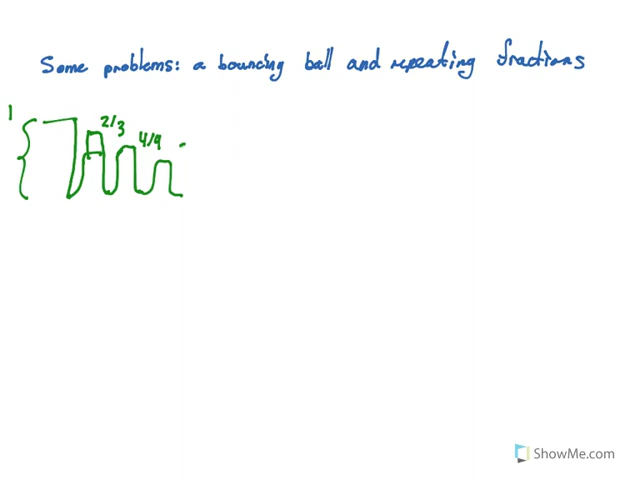 Some problems: a bouncing ball and repeating fractions
1
2/3
4/9
ShowMe.com